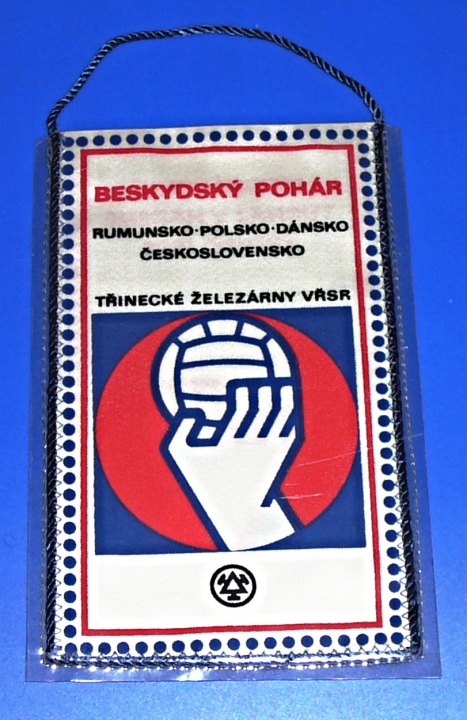 BESKYDSKÝ POHÁR
RUMUNSKO·POLSKO·DÁNSKO
ČESKOSLOVENSKO
TŘINECKÉ ŽELEZÁRNY VŘSR